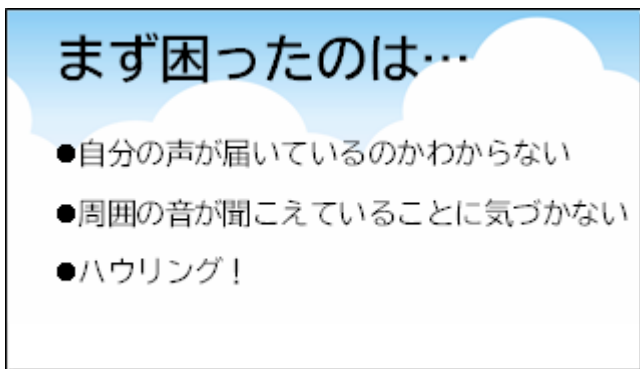 まず困ったのは…
●自分の声が届いているのかわからない
●周囲の音が聞こえていることに気づかない
●ハウリング！